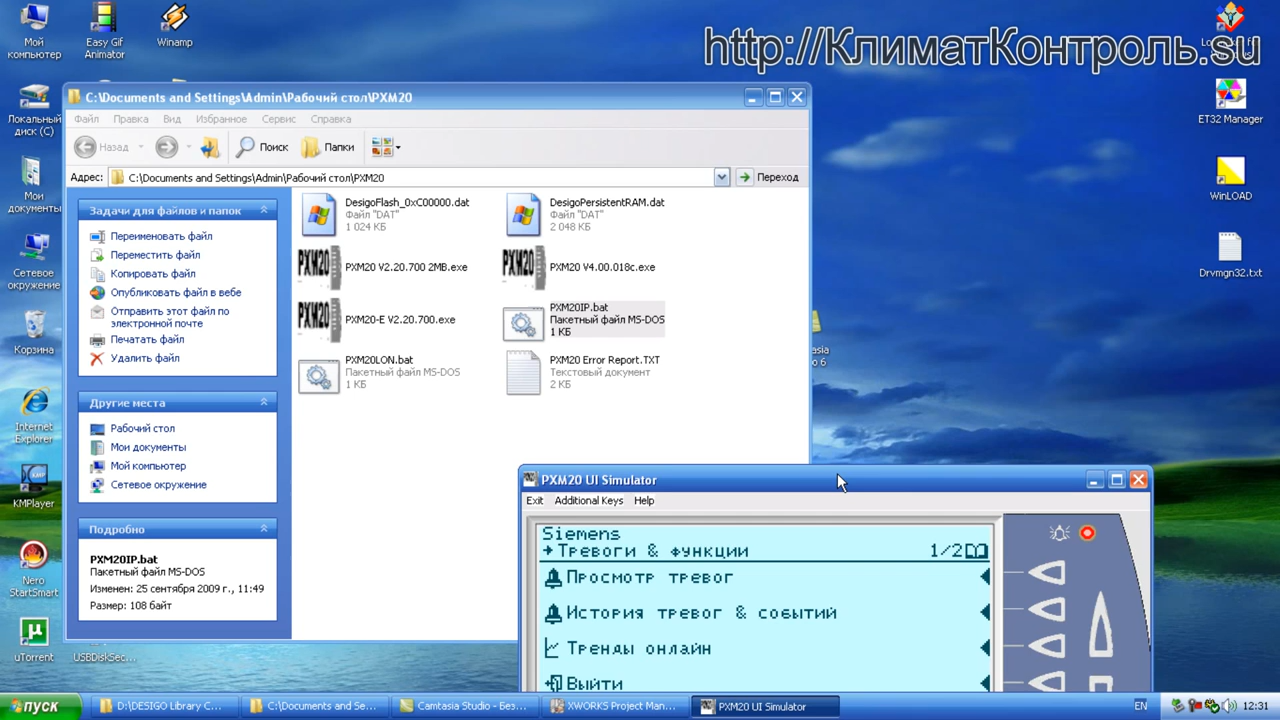 Мой
компьютер
Easy Gif
Animator
Winamp
http://КлиматКонтроль.su
C:\Documents and Settings\Admin\Рабочий стол\PXM20
Файл Правка Вид Избранное Сервис Справка
Назад Поиск Папки
Адрес: C:\Documents and Settings\Admin\Рабочий стол\PXM20 Переход
Локальный
диск (C)
Мои
документы
Сетевое
окружение
Корзина
Internet
Explorer
KMPlayer
Nero
StartSmart
uTorrent
USBDiskSec...
ET32 Manager
WinLOAD
Drvmgn32.txt
Задачи для файлов и папок
Переименовать файл
Переместить файл
Копировать файл
Опубликовать файл в вебе
Отправить этот файл по
электронной почте
Печатать файл
Удалить файл
Другие места
Рабочий стол
Мои документы
Мой компьютер
Сетевое окружение
Подробно
PXM20IP.bat
Пакетный файл MS-DOS
Изменен: 25 сентября 2009 г., 11:49
Размер: 108 байт
DesigoFlash_0xC00000.dat
Файл "DAT"
1 024 КБ
DesigoPersistentRAM.dat
Файл "DAT"
2 048 КБ
PXM20 PXM20 V2.20.700 2MB.exe
PXM20 PXM20 V4.00.018c.exe
PXM20 PXM20-E V2.20.700.exe
PXM20IP.bat
Пакетный файл MS-DOS
1 КБ
PXM20LON.bat
Пакетный файл MS-DOS
1 КБ
PXM20 Error Report.TXT
Текстовый документ
2 КБ
PXM20 UI Simulator
Exit Additional Keys Help
Siemens
Тревоги & функции 1/2
Просмотр тревог
История тревог & событий
Тренды онлайн
Выйти
пуск D:\DESIGO Library C... C:\Documents and Se... Camtasia Studio - Без... XWORKS Project Man... PXM20 UI Simulator EN 12:31